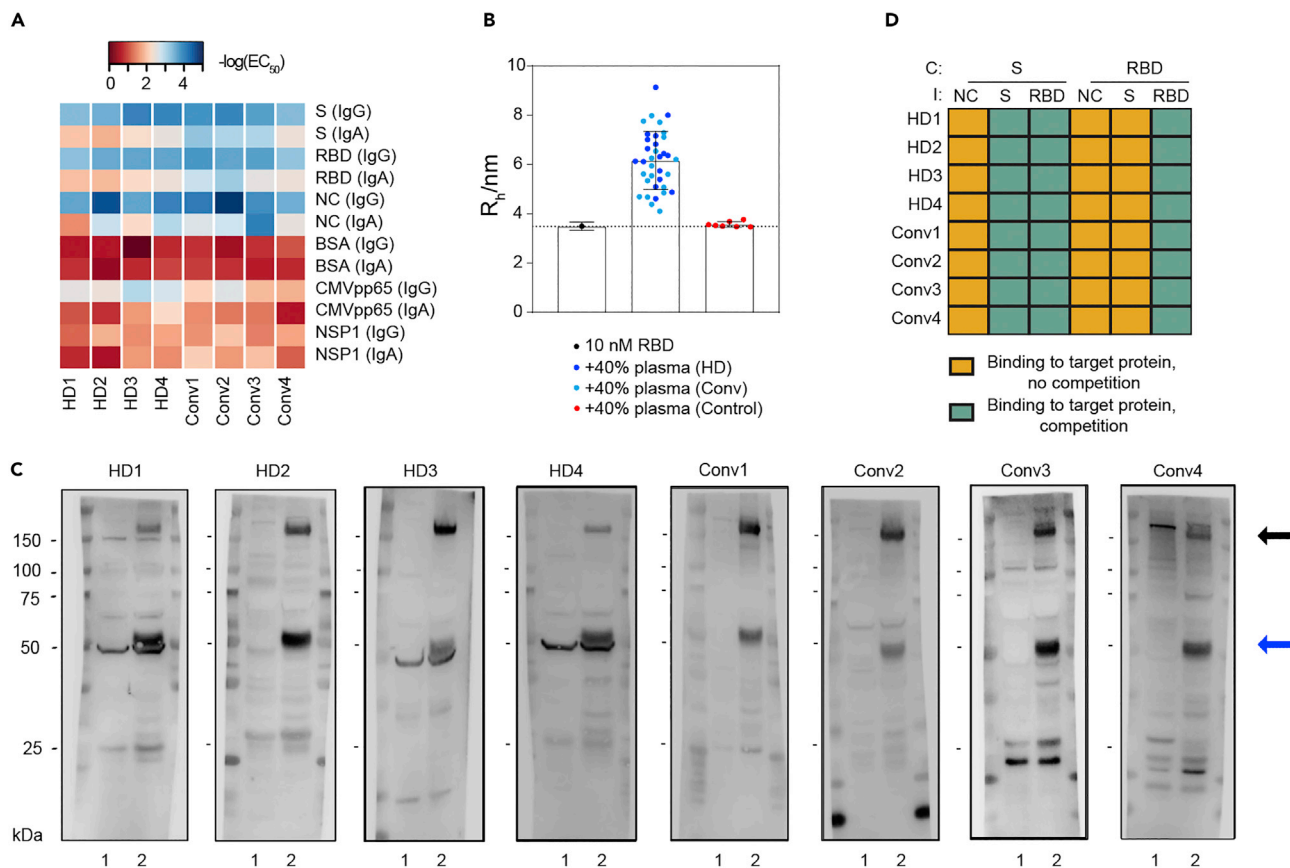 A
-log(EC50)
0 2 4
S (IgG)
S (IgA)
RBD (IgG)
RBD (IgA)
NC (IgG)
NC (IgA)
BSA (IgG)
BSA (IgA)
CMVpp65 (IgG)
CMVpp65 (IgA)
NSP1 (IgG)
NSP1 (IgA)
HD1 HD2 HD3 HD4 Conv1 Conv2 Conv3 Conv4
B
10
8
6
4
2
0
Rh/nm
10 nM RBD
+40% plasma (HD)
+40% plasma (Conv)
+40% plasma (Control)
D
C: S RBD
I: NC S RBD NC S RBD
HD1
HD2
HD3
HD4
Conv1
Conv2
Conv3
Conv4
Binding to target protein,
no competition
Binding to target protein,
competition
C
HD1 HD2 HD3 HD4 Conv1 Conv2 Conv3 Conv4
150 -
100 -
75 -
50 -
25 -
kDa
1 2 1 2 1 2 1 2 1 2 1 2 1 2 1 2